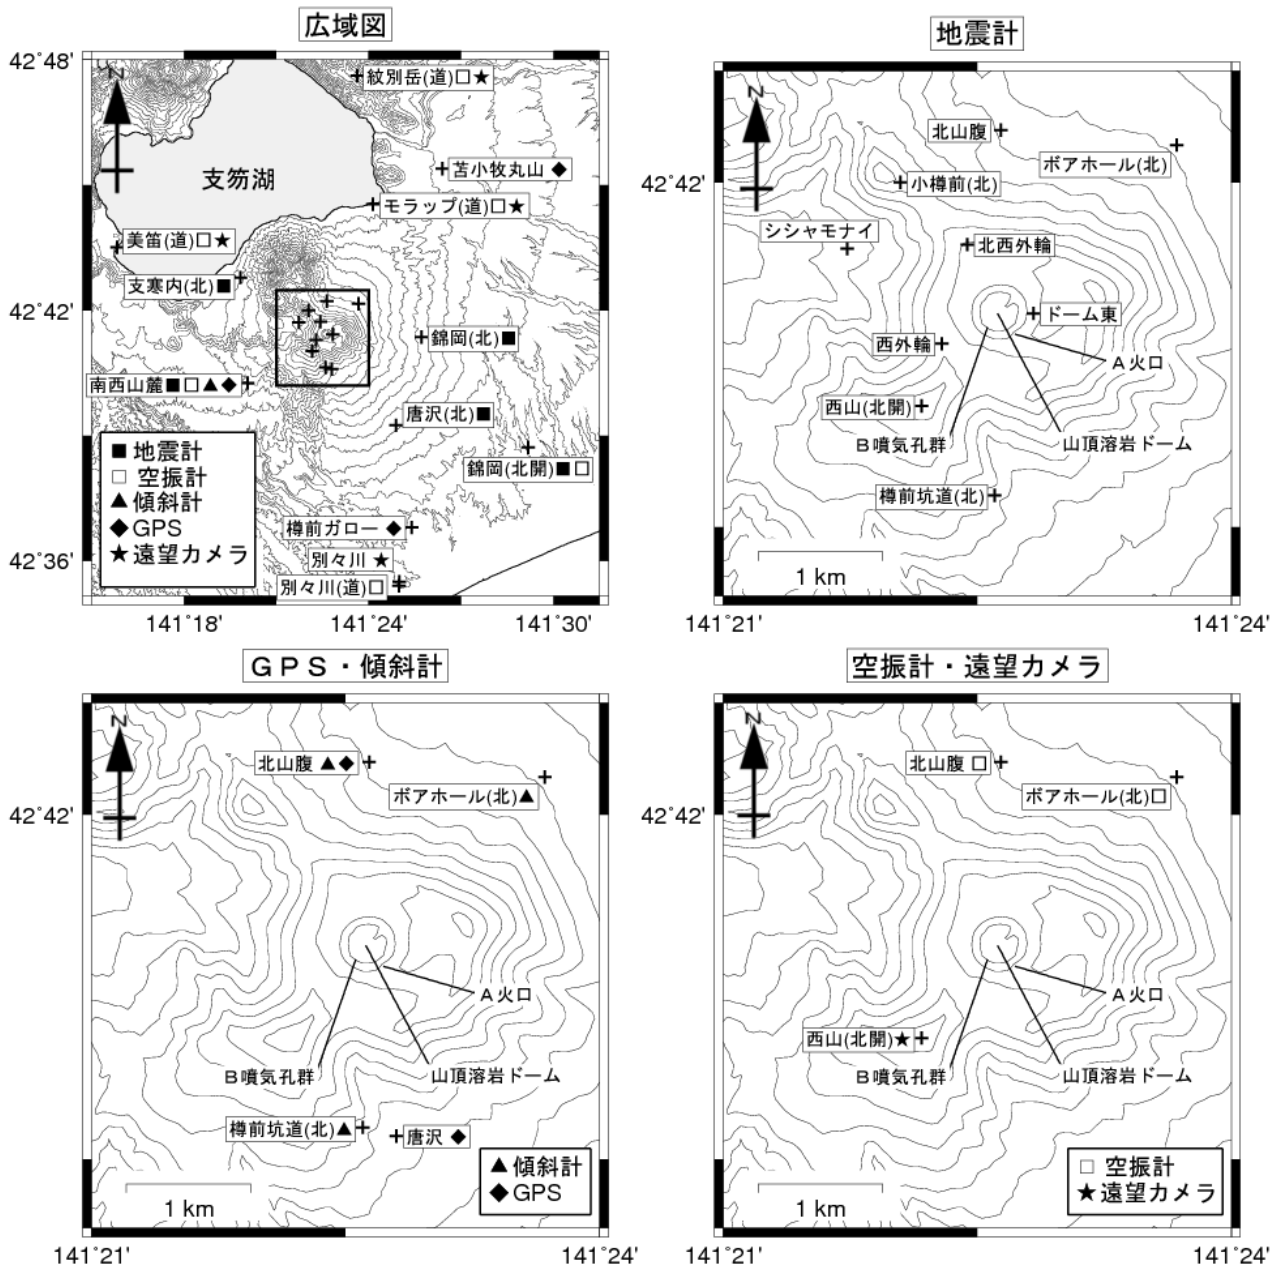 広域図
42°48'
42°42'
42°36'
141°18'
141°24'
141°30'
N
紋別岳(道)□★
苫小牧丸山 ◆
支笏湖
モラップ(道)□★
美笛(道)□★
支寒内(北)■
錦岡(北)■
南西山麓■□▲◆
唐沢(北)■
錦岡(北開)■□
樽前ガロー ◆
別々川 ★
別々川(道)□
■地震計
□ 空振計
▲傾斜計
◆GPS
★遠望カメラ
地震計
42°42'
141°21'
141°24'
N
北山腹
ボアホール(北)
小樽前(北)
シシャモナイ
北西外輪
ドーム東
西外輪
A火口
西山(北開)
B噴気孔群
山頂溶岩ドーム
樽前坑道(北)
1 km
GPS・傾斜計
42°42'
141°21'
141°24'
N
北山腹 ▲◆
ボアホール(北)▲
A火口
B噴気孔群
山頂溶岩ドーム
樽前坑道(北)▲
唐沢 ◆
▲傾斜計
◆GPS
1 km
空振計・遠望カメラ
42°42'
141°21'
141°24'
N
北山腹 □
ボアホール(北)□
A火口
西山(北開)★
B噴気孔群
山頂溶岩ドーム
□ 空振計
★遠望カメラ
1 km